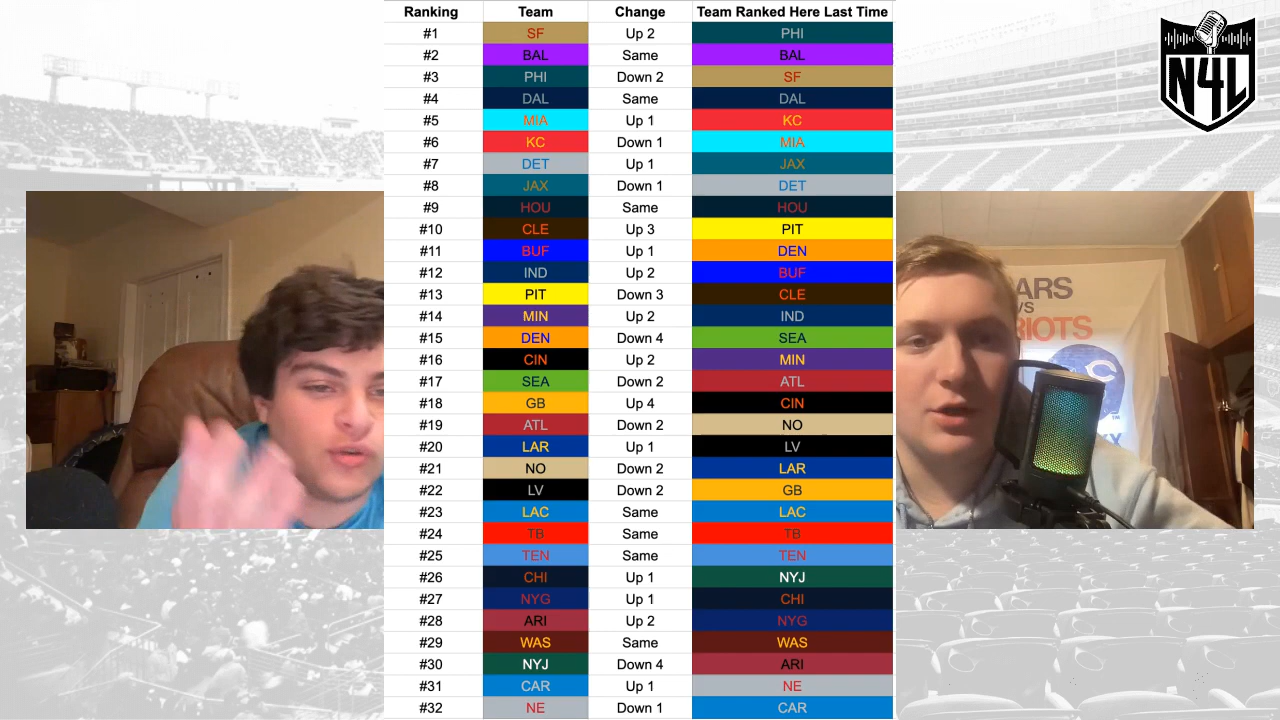 Ranking Team Change Team Ranked Here Last Time
#1 SF Up 2 PHI
#2 BAL Same BAL
#3 PHI Down 2 SF
#4 DAL Same DAL
#5 MIA Up 1 KC
#6 KC Down 1 MIA
#7 DET Up 1 JAX
#8 JAX Down 1 DET
#9 HOU Same HOU
#10 CLE Up 3 PIT
#11 BUF Up 1 DEN
#12 IND Up 2 BUF
#13 PIT Down 3 CLE
#14 MIN Up 2 IND
#15 DEN Down 4 SEA
#16 CIN Up 2 MIN
#17 SEA Down 2 ATL
#18 GB Up 4 CIN
#19 ATL Down 2 NO
#20 LAR Up 1 LV
#21 NO Down 2 LAR
#22 LV Down 2 GB
#23 LAC Same LAC
#24 TB Same TB
#25 TEN Same TEN
#26 CHI Up 1 NYJ
#27 NYG Up 1 CHI
#28 ARI Up 2 NYG
#29 WAS Same WAS
#30 NYJ Down 4 ARI
#31 CAR Up 1 NE
#32 NE Down 1 CAR
N4L
ARS
VS
RIOTS